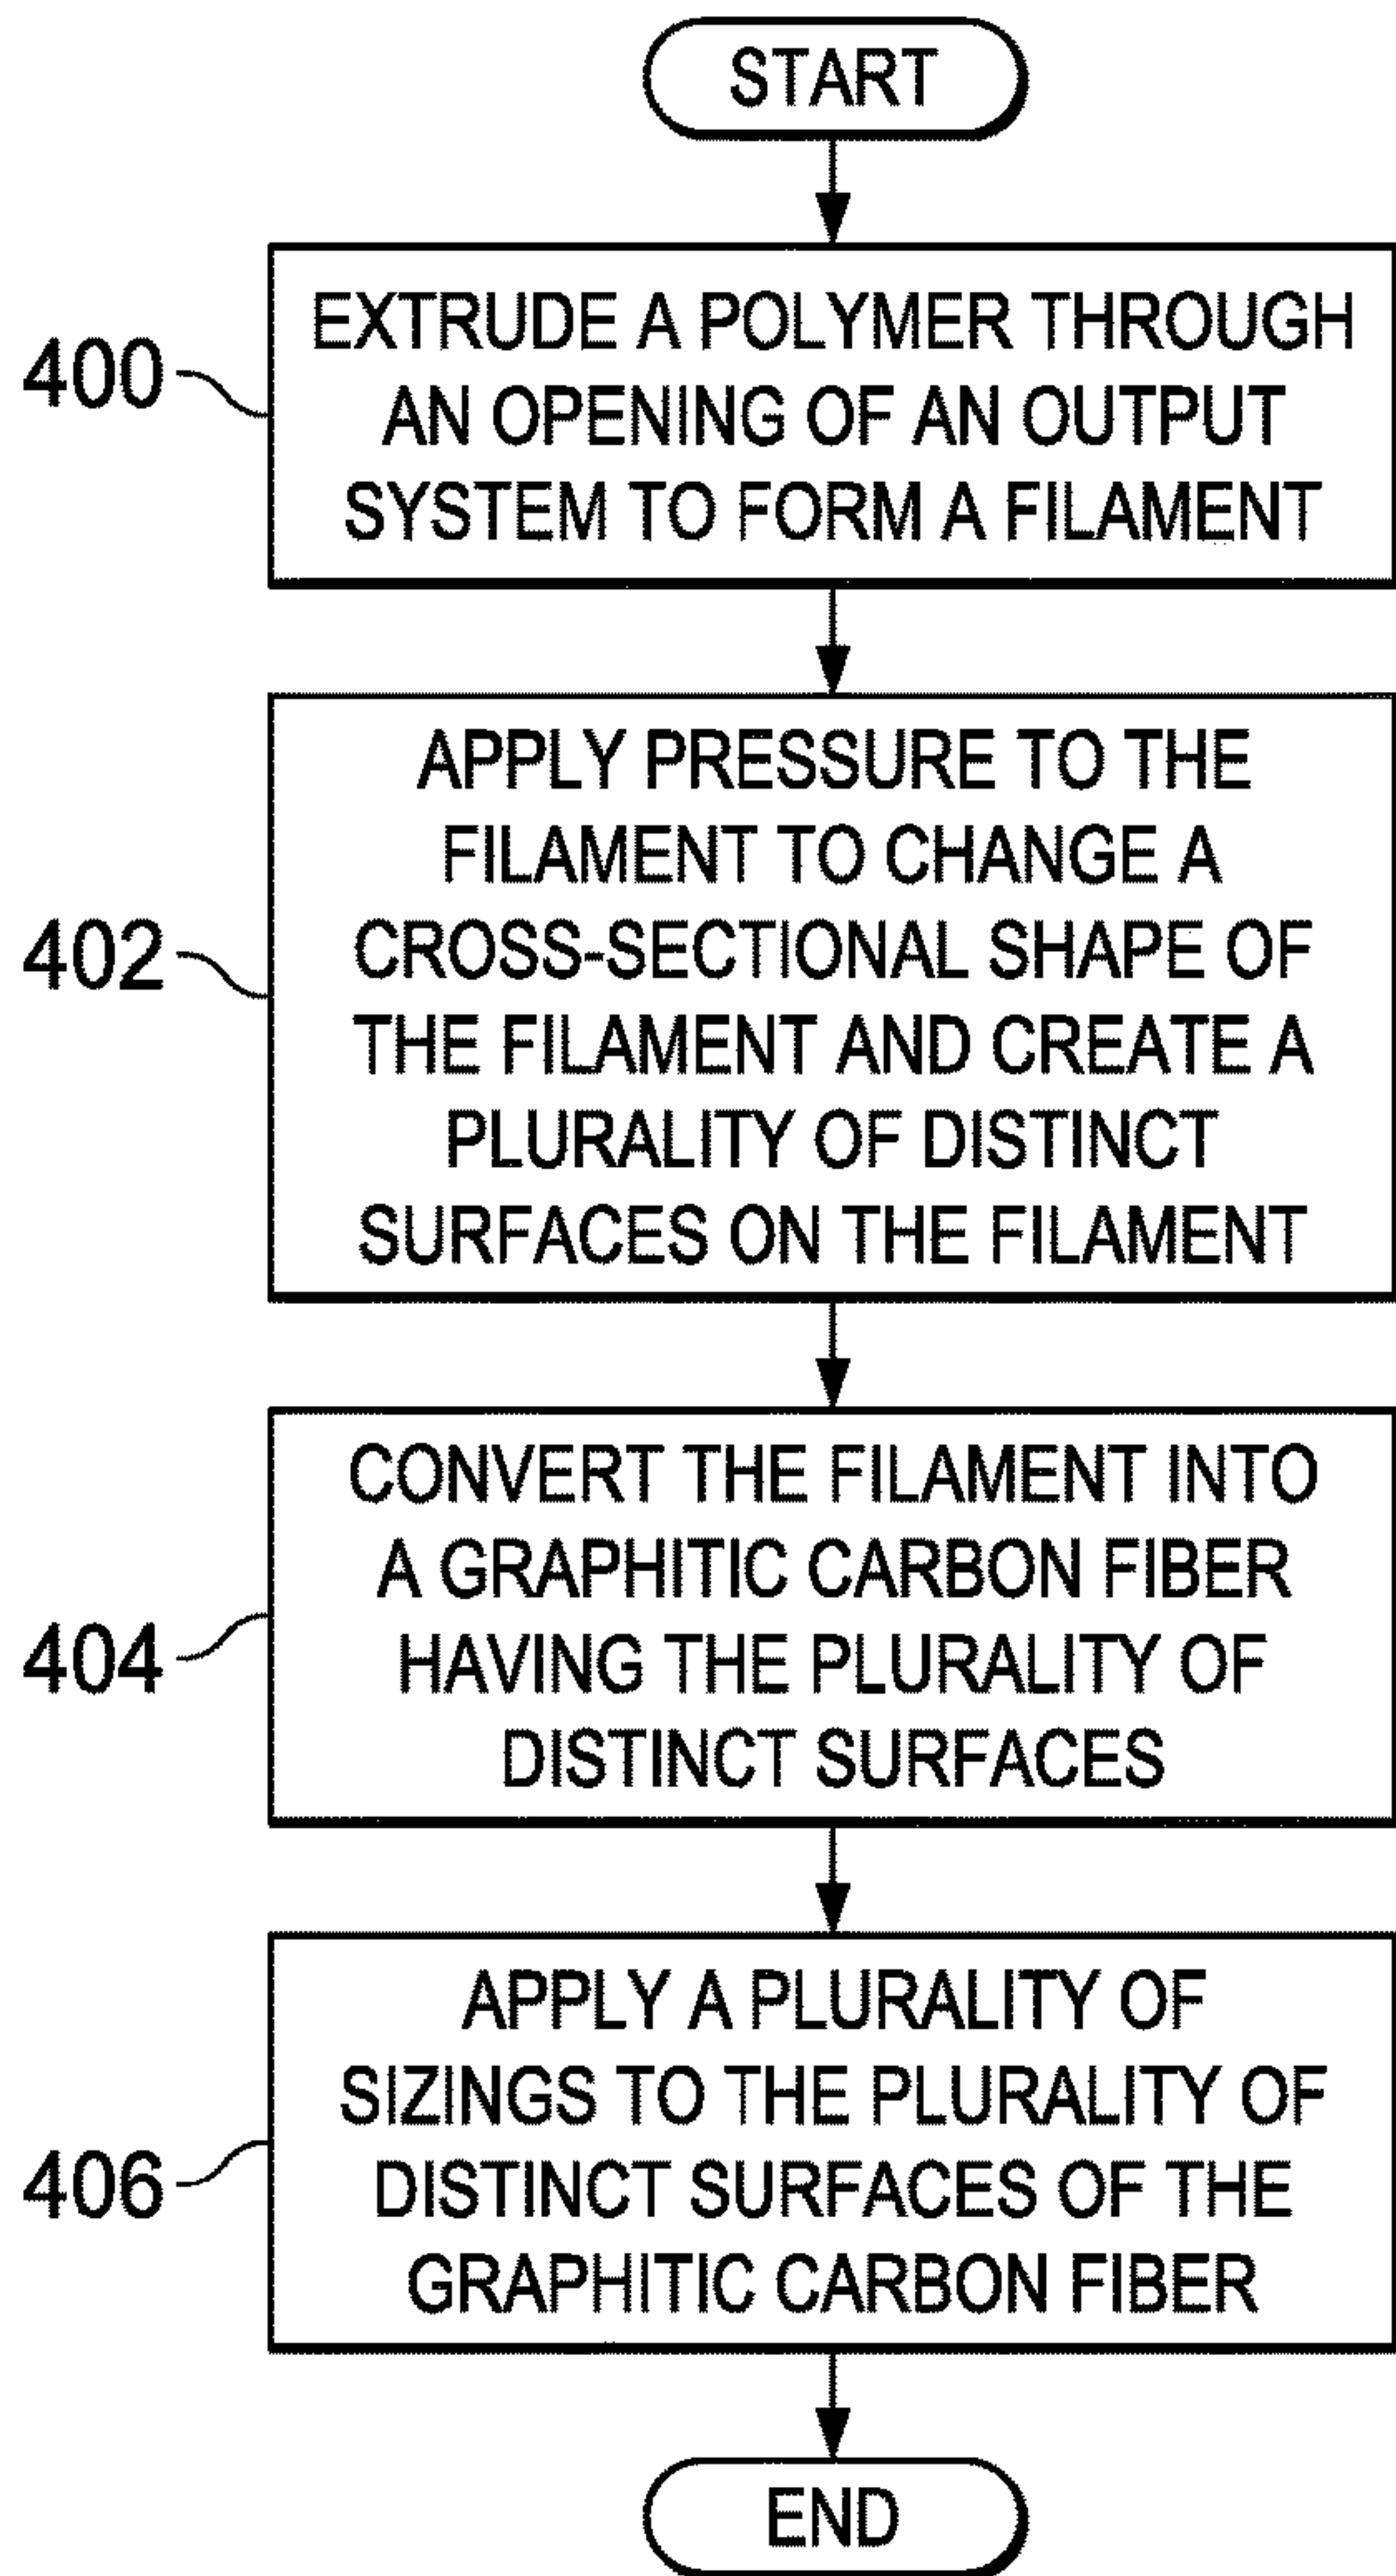 START
400
EXTRUDE A POLYMER THROUGH
AN OPENING OF AN OUTPUT
SYSTEM TO FORM A FILAMENT
402
APPLY PRESSURE TO THE
FILAMENT TO CHANGE A
CROSS-SECTIONAL SHAPE OF
THE FILAMENT AND CREATE A
PLURALITY OF DISTINCT
SURFACES ON THE FILAMENT
404
CONVERT THE FILAMENT INTO
A GRAPHITIC CARBON FIBER
HAVING THE PLURALITY OF
DISTINCT SURFACES
406
APPLY A PLURALITY OF
SIZINGS TO THE PLURALITY OF
DISTINCT SURFACES OF THE
GRAPHITIC CARBON FIBER
END